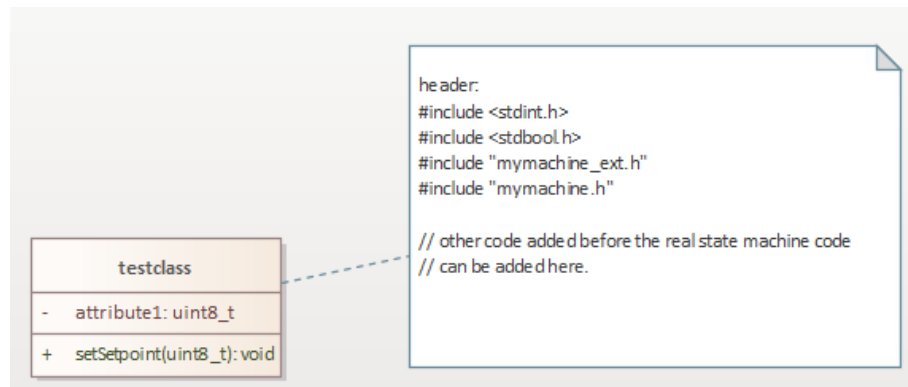 header:
#include <stdint.h>
#include <stdbool.h>
#include "mymachine_ext.h"
#include "mymachine.h"
// other code added before the real state machine code
// can be added here.
testclass
- attribute1: uint8_t
+ setSetpoint(uint8_t): void